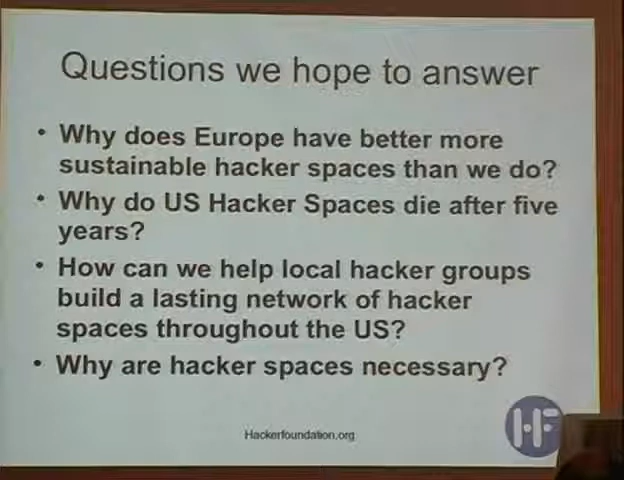 Questions we hope to answer
• Why does Europe have better more
sustainable hacker spaces than we do?
• Why do US Hacker Spaces die after five
years?
• How can we help local hacker groups
build a lasting network of hacker
spaces throughout the US?
• Why are hacker spaces necessary?
Hackerfoundation.org
HF